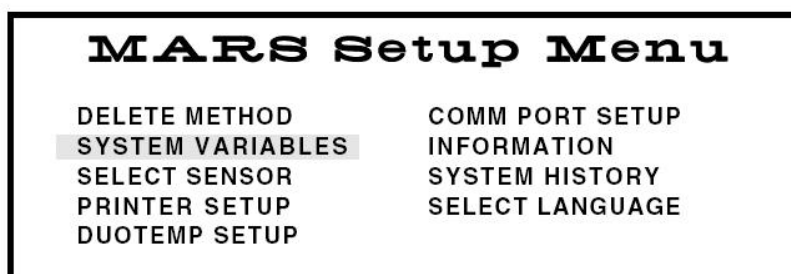 MARS Setup Menu
DELETE METHOD
SYSTEM VARIABLES
SELECT SENSOR
PRINTER SETUP
DUOTEMP SETUP
COMM PORT SETUP
INFORMATION
SYSTEM HISTORY
SELECT LANGUAGE